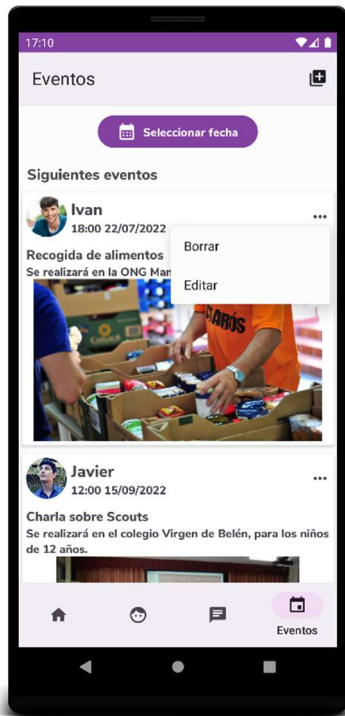 17:10
Eventos
Seleccionar fecha
Siguientes eventos
Ivan
18:00 22/07/2022
Borrar
Recogida de alimentos
Se realizará en la ONG Man
Editar
CLARÓS
Javier
12:00 15/09/2022
Charla sobre Scouts
Se realizará en el colegio Virgen de Belén, para los niños
de 12 años.
Eventos